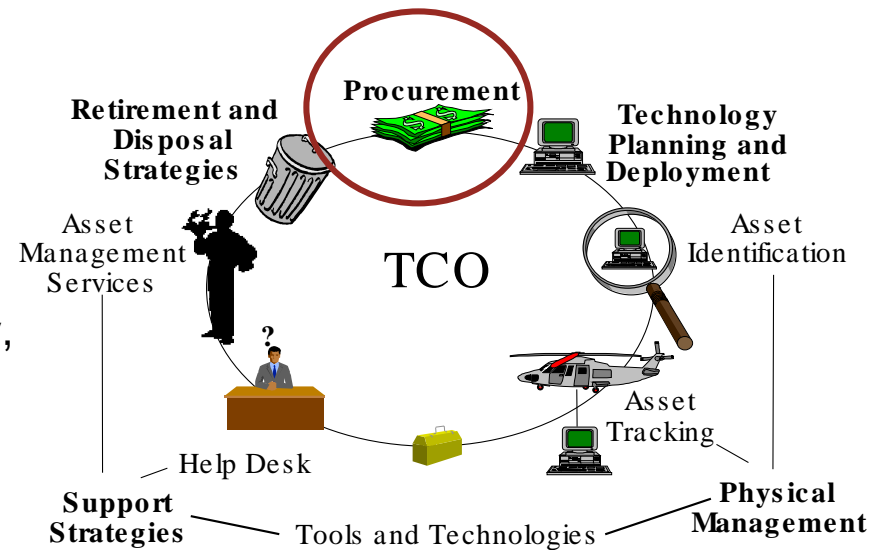 Procurement
Retirement and
Disposal
Strategies
Technology
Planning and
Deployment
Asset
Management
Services
TCO
Asset
Identification
,
?
Asset
Tracking
Help Desk
Support
Strategies
Tools and Technologies
Physical
Management
$
$